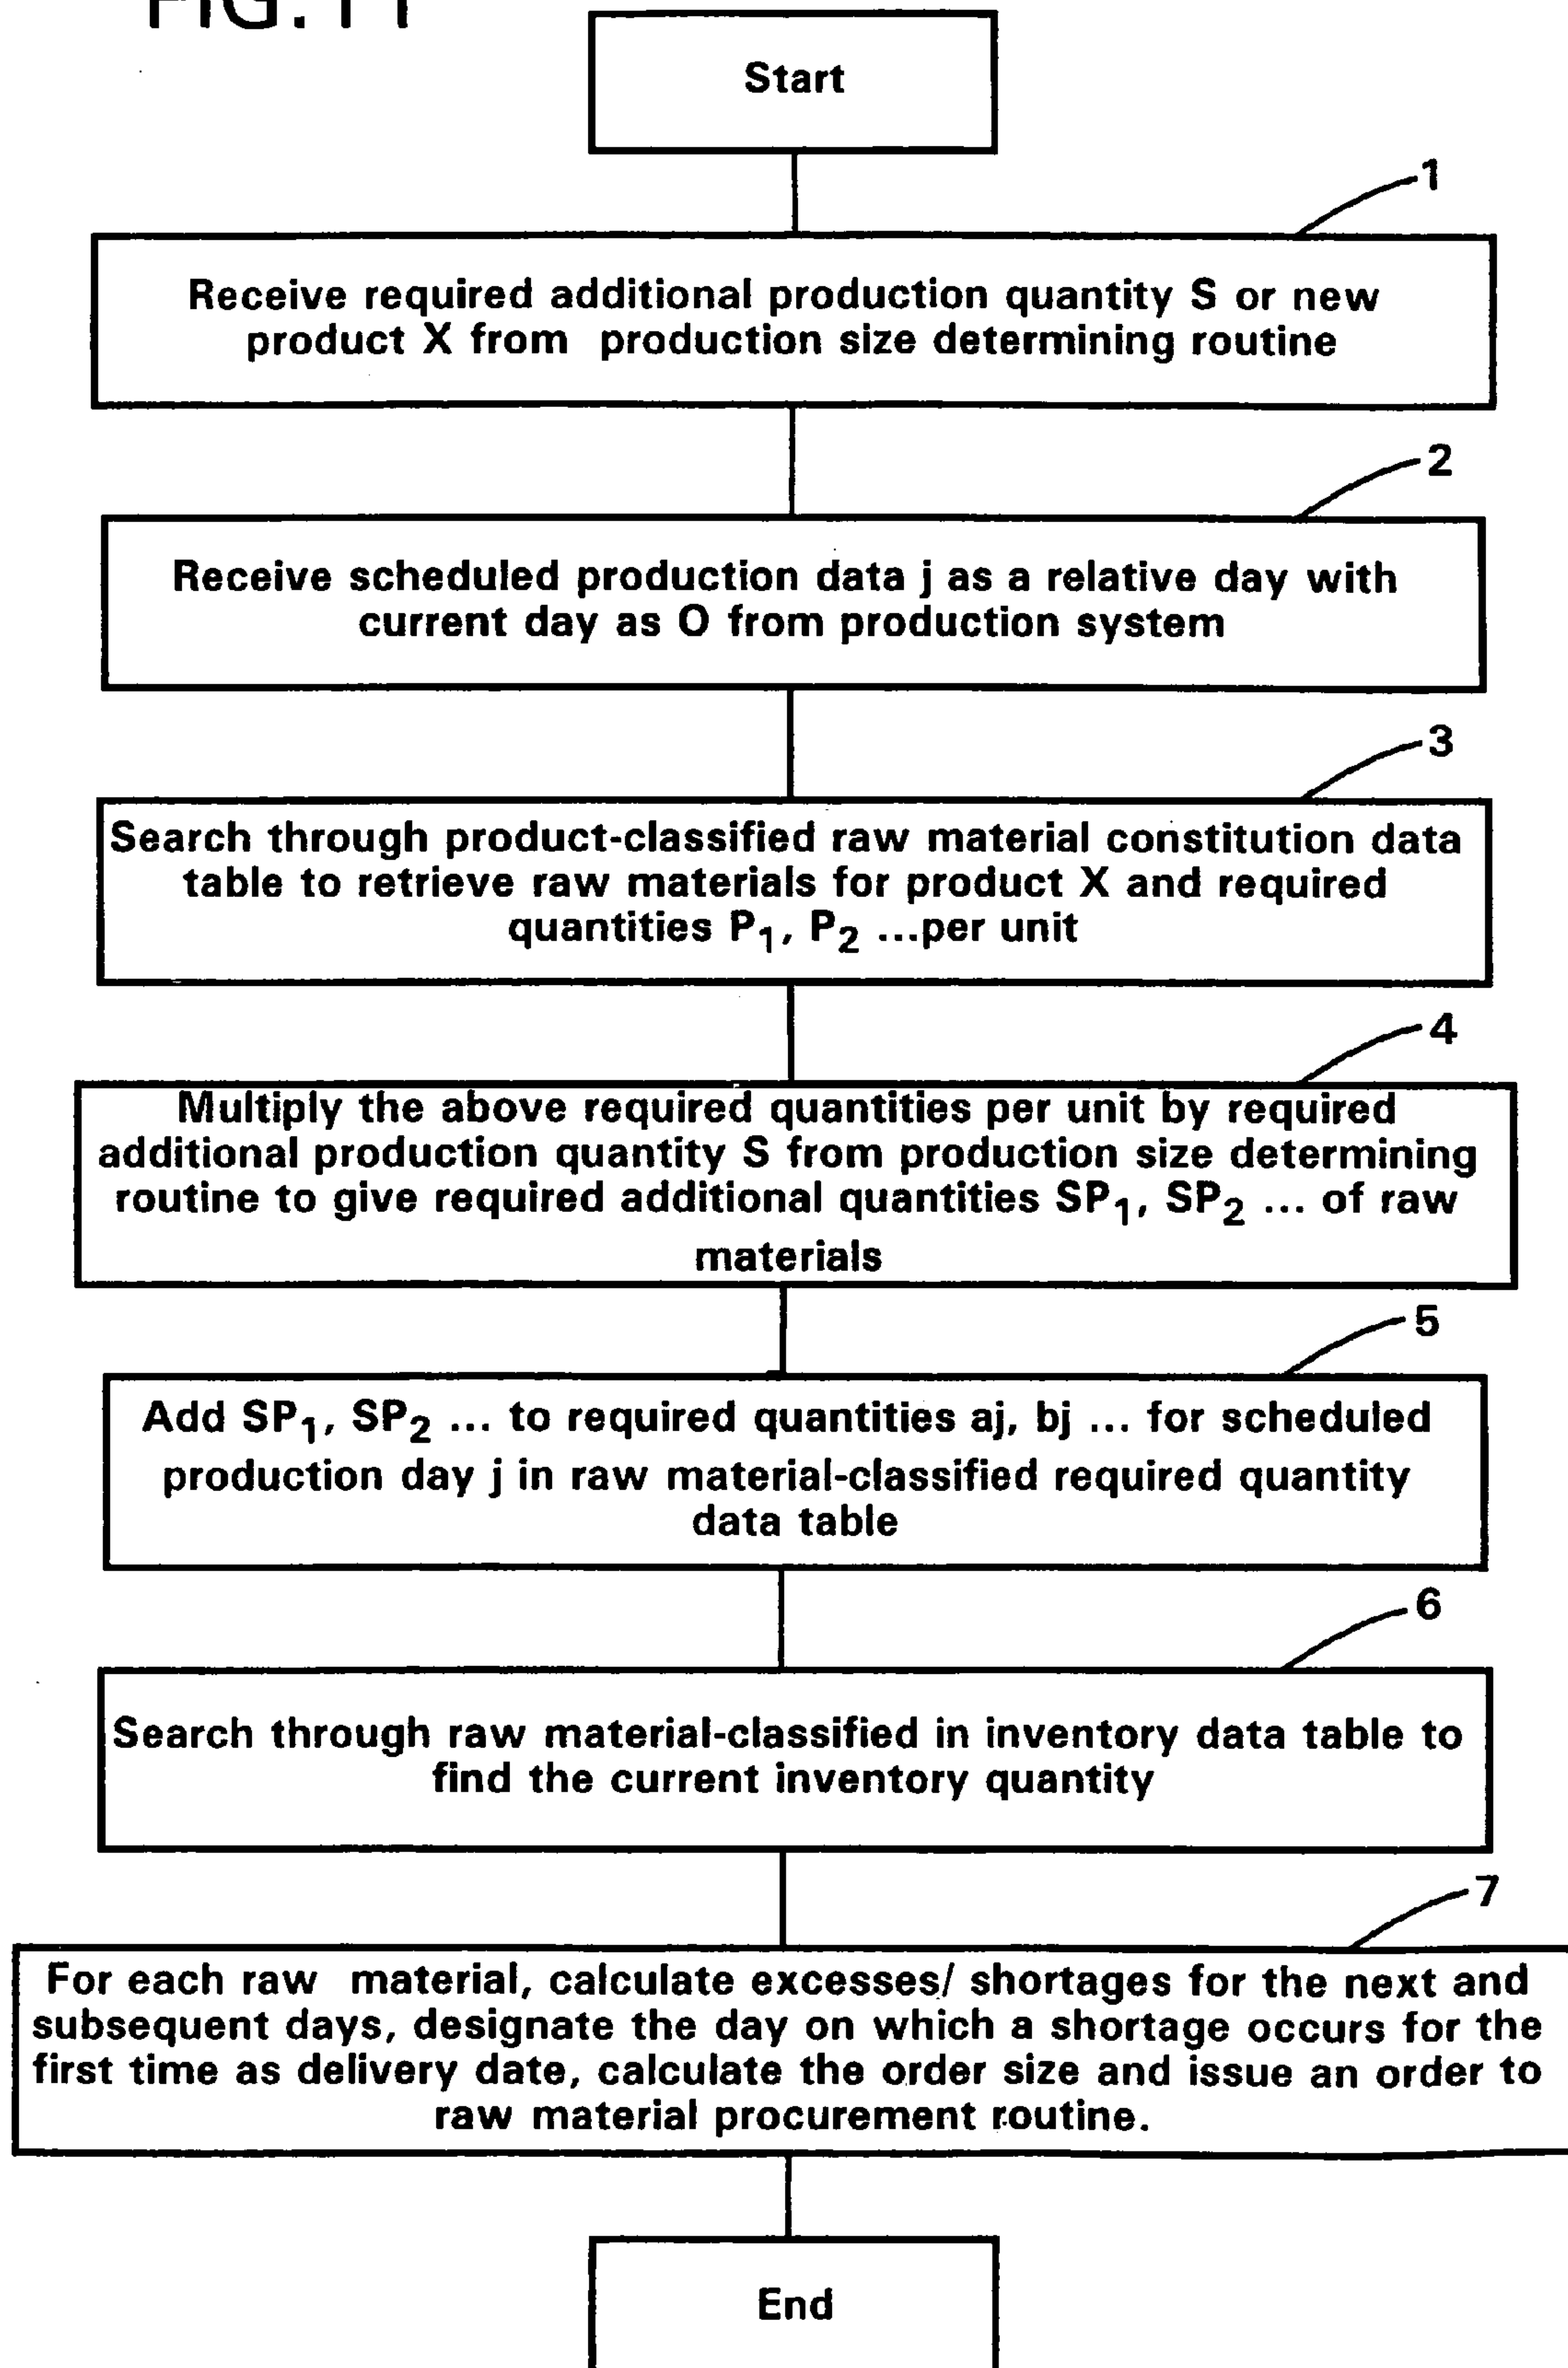 FIG. 11
Start
1
Receive required additional production quantity S or new
product X from production size determining routine
2
Receive scheduled production data j as a relative day with
current day as O from production system
3
Search through product-classified raw material constitution data
table to retrieve raw materials for product X and required
quantities P₁, P₂ ...per unit
4
Multiply the above required quantities per unit by required
additional production quantity S from production size determining
routine to give required additional quantities SP₁, SP₂ ... of raw
materials
5
Add SP₁, SP₂ ... to required quantities aj, bj ... for scheduled
production day j in raw material-classified required quantity
data table
6
Search through raw material-classified in inventory data table to
find the current inventory quantity
7
For each raw material, calculate excesses/ shortages for the next and
subsequent days, designate the day on which a shortage occurs for the
first time as delivery date, calculate the order size and issue an order to
raw material procurement routine.
End